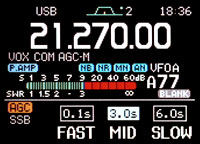 USB 2 18:36
21.270.00
VOX COM AGC-M
P.AMP NB NR MN AN VFOA
S 1 3 5 7 9 20 40 60dB A77
SWR 1 1.5 2 - 3 ∞ BLANK
AGC 0.1s 3.0s 6.0s
SSB FAST MID SLOW